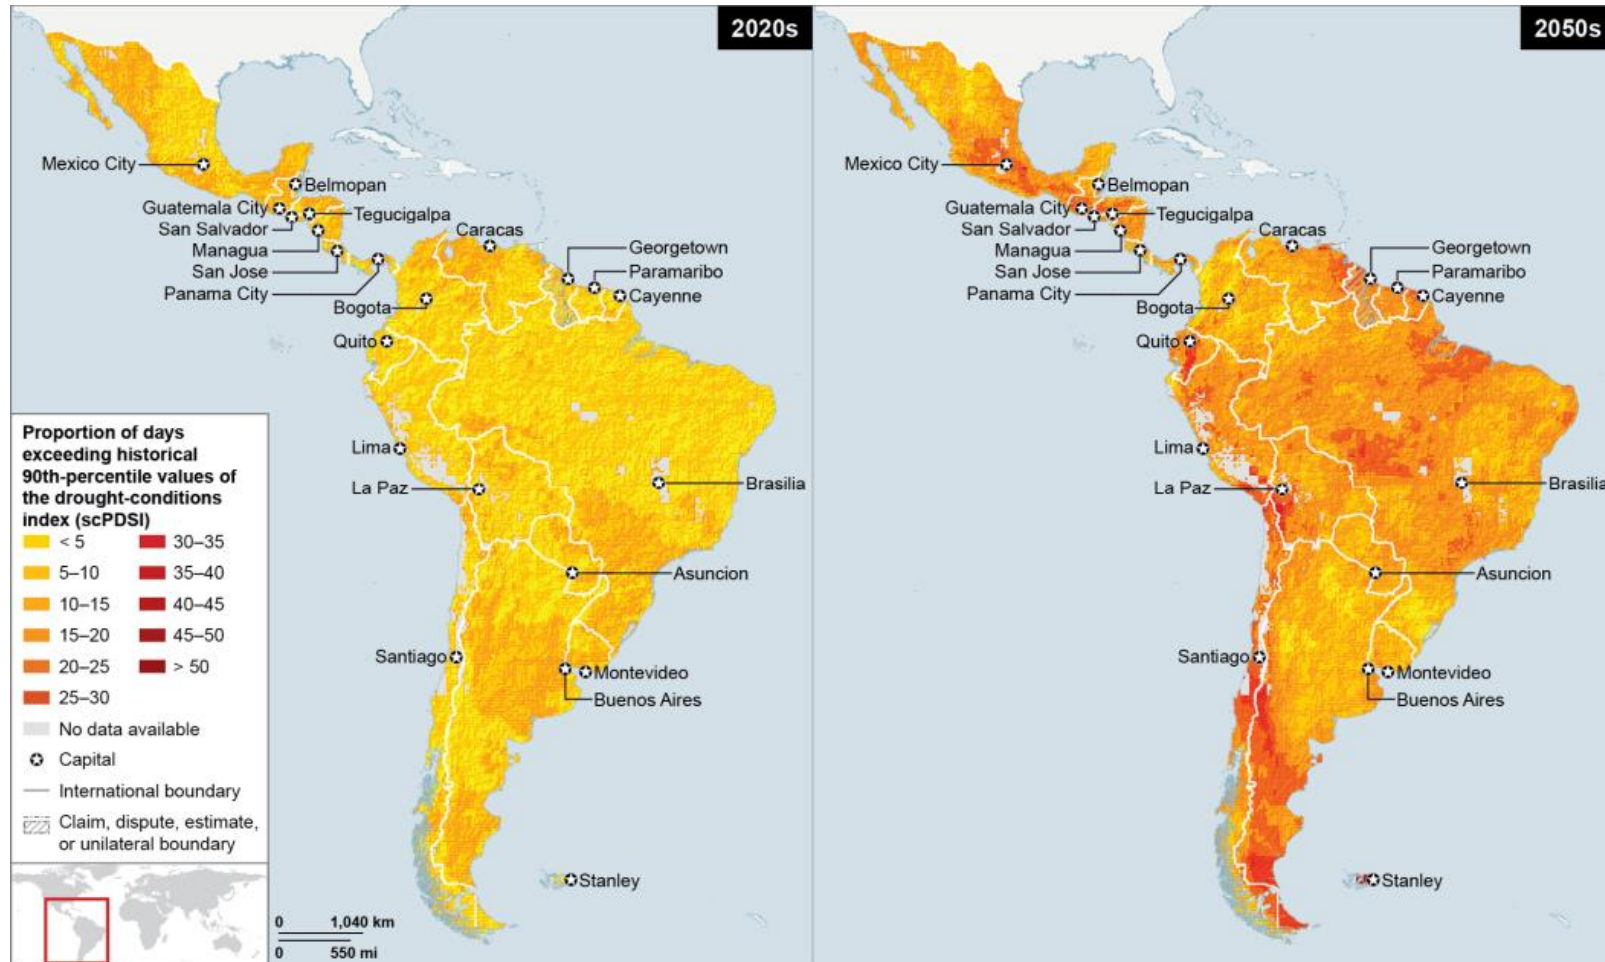 2020s
Mexico City
Belmopan
Guatemala City
Tegucigalpa
San Salvador
Caracas
Managua
Georgetown
San Jose
Paramaribo
Panama City
Cayenne
Bogota
Quito
Lima
La Paz
Brasilia
Asuncion
Santiago
Montevideo
Buenos Aires
Stanley
Proportion of days
exceeding historical
90th-percentile values of
the drought-conditions
index (scPDSI)
< 5
30–35
5–10
35–40
10–15
40–45
15–20
45–50
20–25
> 50
25–30
No data available
Capital
International boundary
Claim, dispute, estimate,
or unilateral boundary
0 1,040 km
0 550 mi
2050s
Mexico City
Belmopan
Guatemala City
Tegucigalpa
San Salvador
Caracas
Managua
Georgetown
San Jose
Paramaribo
Panama City
Cayenne
Bogota
Quito
Lima
La Paz
Brasilia
Asuncion
Santiago
Montevideo
Buenos Aires
Stanley